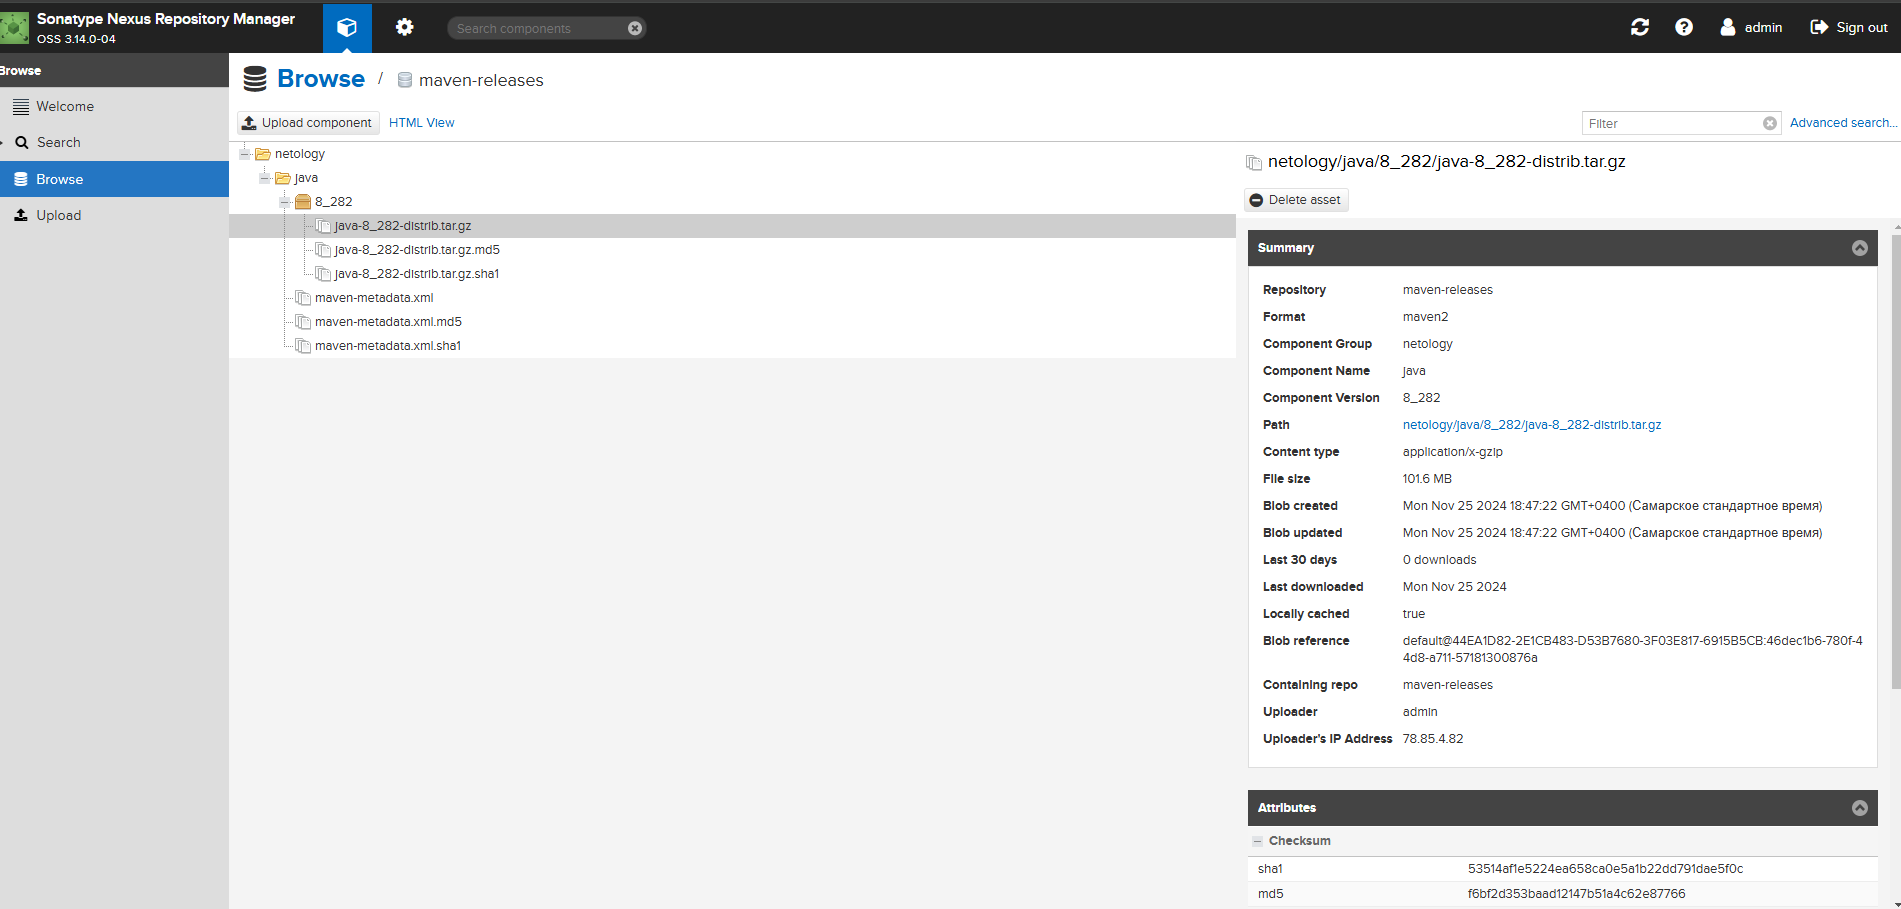 Sonatype Nexus Repository Manager
OSS 3.14.0-04
Search components
admin
Sign out
Browse
Welcome
Search
Browse
Upload
Browse / maven-releases
Upload component
HTML View
Filter
Advanced search...
netology
java
8_282
java-8_282-distrib.tar.gz
java-8_282-distrib.tar.gz.md5
java-8_282-distrib.tar.gz.sha1
maven-metadata.xml
maven-metadata.xml.md5
maven-metadata.xml.sha1
netology/java/8_282/java-8_282-distrib.tar.gz
Delete asset
Summary
Repository maven-releases
Format maven2
Component Group netology
Component Name java
Component Version 8_282
Path netology/java/8_282/java-8_282-distrib.tar.gz
Content type application/x-gzip
File size 101.6 MB
Blob created Mon Nov 25 2024 18:47:22 GMT+0400 (Самарское стандартное время)
Blob updated Mon Nov 25 2024 18:47:22 GMT+0400 (Самарское стандартное время)
Last 30 days 0 downloads
Last downloaded Mon Nov 25 2024
Locally cached true
Blob reference default@44EA1D82-2E1CB483-D53B7680-3F03E817-6915B5CB:46dec1b6-780f-4
4d8-a711-57181300876a
Containing repo maven-releases
Uploader admin
Uploader's IP Address 78.85.4.82
Attributes
Checksum
sha1 53514af1e5224ea658ca0e5a1b22dd791dae5f0c
md5 f6bf2d353baad12147b51a4c62e87766